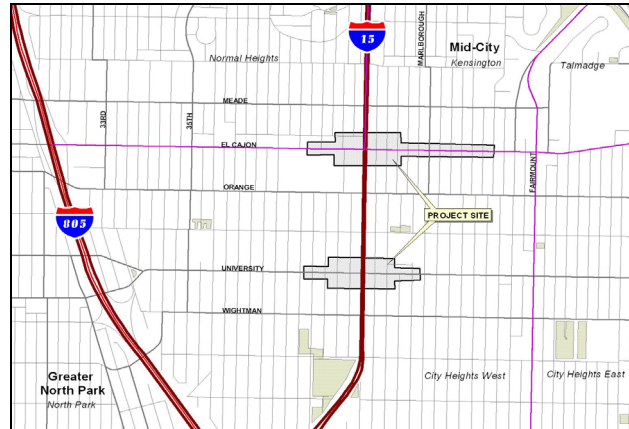 15
MARLBOROUGH
Mid-City
Kensington
Talmadge
Normal Heights
MEADE
33RD
35TH
EL CAJON
FAIRMOUNT
ORANGE
PROJECT SITE
805
UNIVERSITY
WIGHTMAN
Greater
North Park
North Park
City Heights West
City Heights East